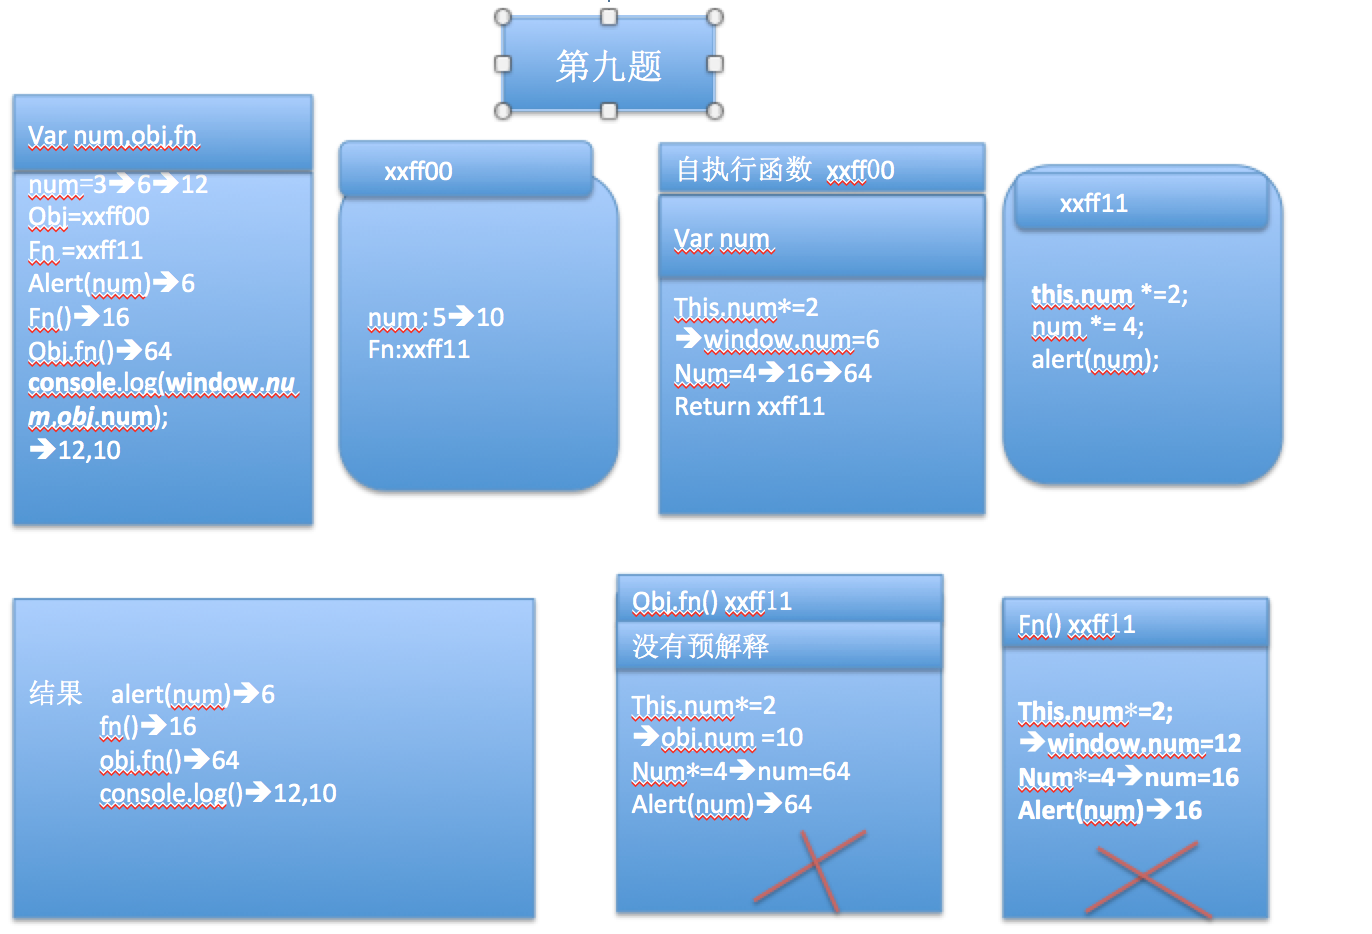 第九题
Var num,obj,fn
num=3➔6➔12
Obj=xxff00
Fn =xxff11
Alert(num)➔6
Fn()➔16
Obj.fn()➔64
console.log(window.nu
m,obj.num);
➔12,10
xxff00
num：5➔10
Fn:xxff11
自执行函数 xxff00
Var num
This.num*=2
➔window.num=6
Num=4➔16➔64
Return xxff11
xxff11
this.num *=2;
num *= 4;
alert(num);
结果 alert(num)➔6
fn()➔16
obj.fn()➔64
console.log()➔12,10
Obj.fn() xxff11
没有预解释
This.num*=2
➔obj.num =10
Num*=4➔num=64
Alert(num)➔64
Fn() xxff11
This.num*=2;
➔window.num=12
Num*=4➔num=16
Alert(num)➔16